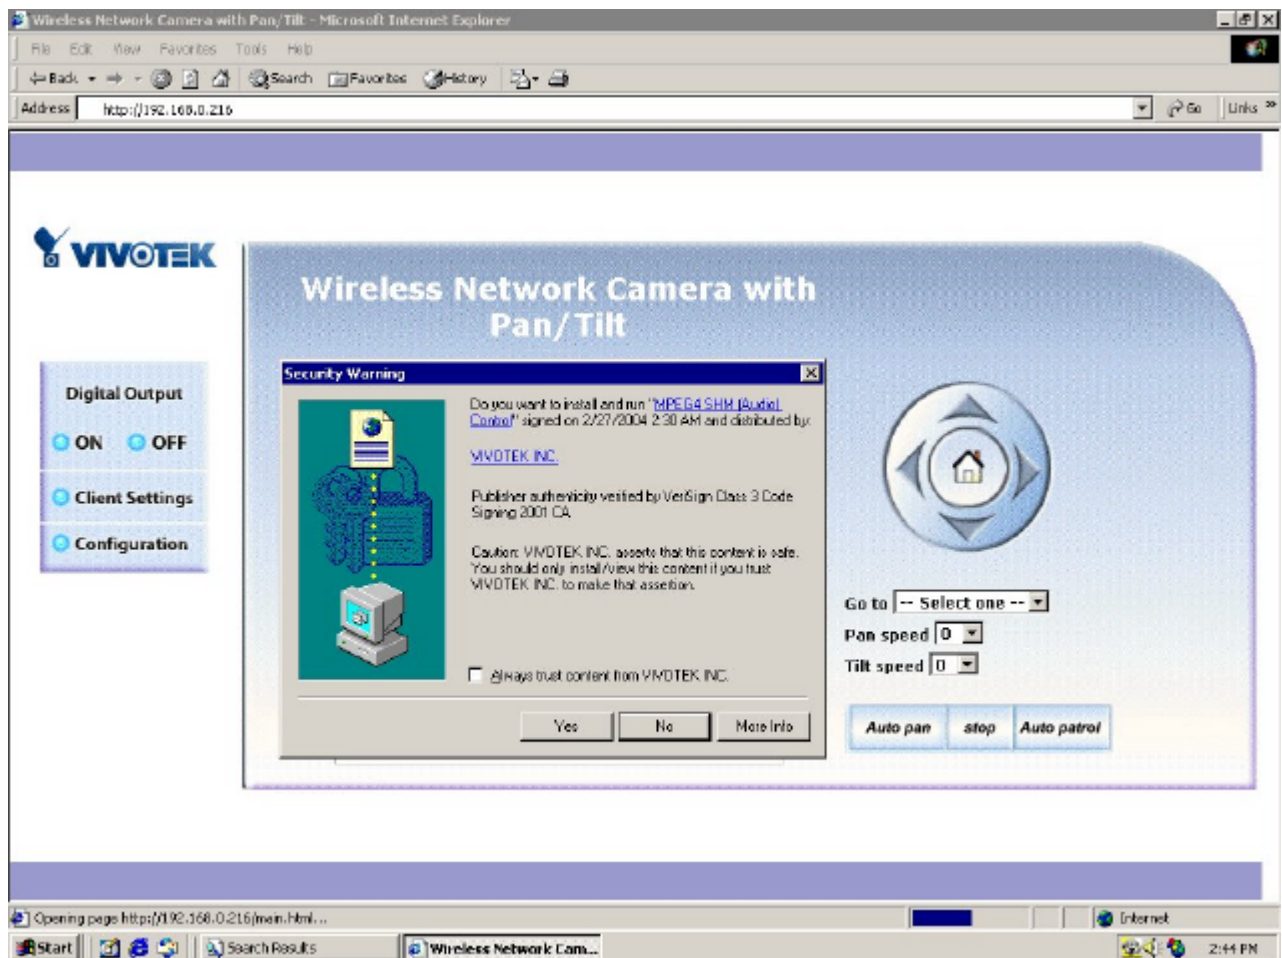 Wireless Network Camera with Pan/Tilt - Microsoft Internet Explorer
File Edit View Favorites Tools Help
Back Search Favorites History
Address http://192.168.0.216 Go Links »
VIVOTEK
Wireless Network Camera with
Pan/Tilt
Digital Output
ON OFF
Client Settings
Configuration
Security Warning
Do you want to install and run "MPEG4 SHM (Audio)
Control" signed on 2/27/2004 2:30 AM and distributed by:
VIVOTEK INC.
Publisher authenticity verified by VeriSign Class 3 Code
Signing 2001 CA
Caution: VIVOTEK INC. asserts that this content is safe.
You should only install/view this content if you trust
VIVOTEK INC. to make that assertion.
Always trust content from VIVOTEK INC.
Yes No More Info
Go to -- Select one --
Pan speed 0
Tilt speed 0
Auto pan stop Auto patrol
Opening page http://192.168.0.216/main.html... Internet
Start Search Results Wireless Network Cam... 2:44 PM